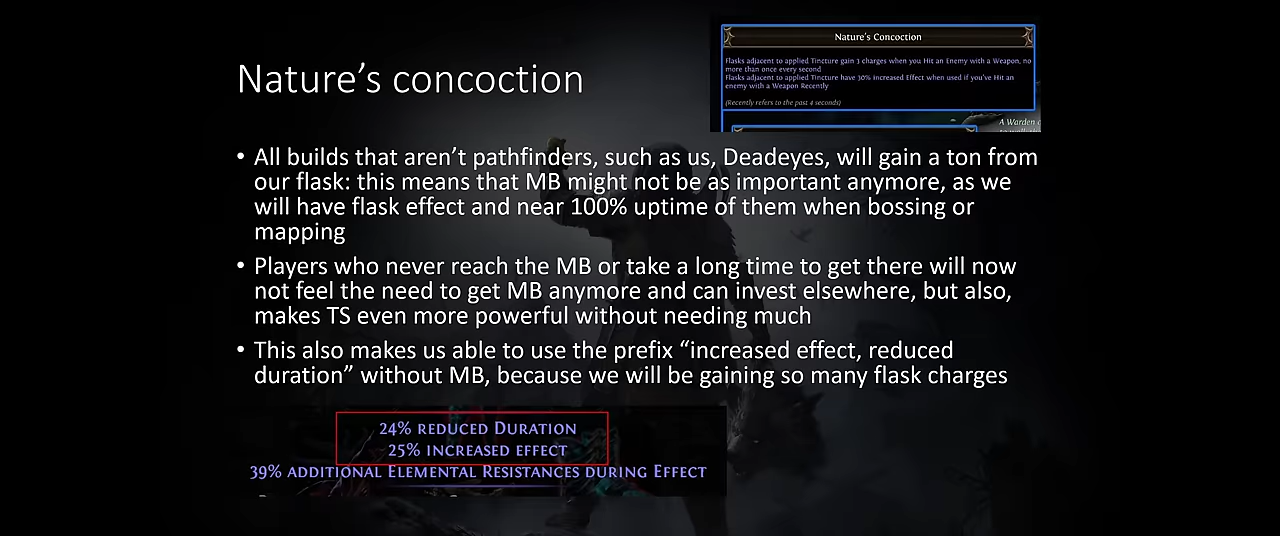 Nature's Concoction
Flasks adjacent to applied Tincture gain 3 charges when you Hit an Enemy with a Weapon, no
more than once every second
Flasks adjacent to applied Tincture have 30% increased Effect when used if you've Hit an
enemy with a Weapon Recently
(Recently refers to the past 4 seconds)
A Warden
Nature's concoction
• All builds that aren't pathfinders, such as us, Deadeyes, will gain a ton from
our flask: this means that MB might not be as important anymore, as we
will have flask effect and near 100% uptime of them when bossing or
mapping
• Players who never reach the MB or take a long time to get there will now
not feel the need to get MB anymore and can invest elsewhere, but also,
makes TS even more powerful without needing much
• This also makes us able to use the prefix “increased effect, reduced
duration” without MB, because we will be gaining so many flask charges
24% REDUCED DURATION
25% INCREASED EFFECT
39% ADDITIONAL ELEMENTAL RESISTANCES DURING EFFECT